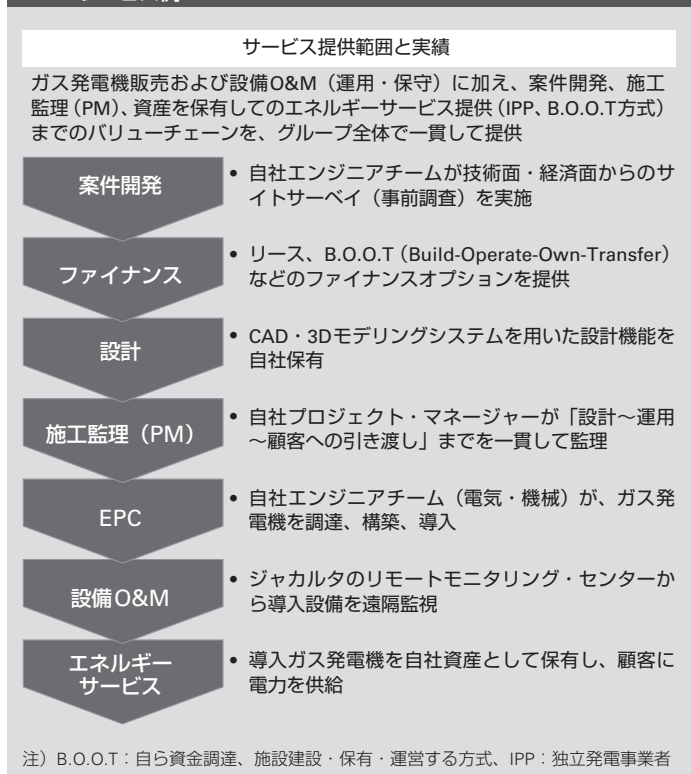 サービス提供範囲と実績
ガス発電機販売および設備O&M（運用・保守）に加え、案件開発、施工
監理（PM）、資産を保有してのエネルギーサービス提供（IPP、B.O.O.T方式）
までのバリューチェーンを、グループ全体で一貫して提供
案件開発
• 自社エンジニアチームが技術面・経済面からのサ
イトサーベイ（事前調査）を実施
ファイナンス
• リース、B.O.O.T（Build-Operate-Own-Transfer）
などのファイナンスオプションを提供
設計
• CAD・3Dモデリングシステムを用いた設計機能を
自社保有
施工監理（PM）
• 自社プロジェクト・マネージャーが「設計～運用
～顧客への引き渡し」までを一貫して監理
EPC
• 自社エンジニアチーム（電気・機械）が、ガス発
電機を調達、構築、導入
設備O&M
• ジャカルタのリモートモニタリング・センターか
ら導入設備を遠隔監視
エネルギー
サービス
• 導入ガス発電機を自社資産として保有し、顧客に
電力を供給
注）B.O.O.T：自ら資金調達、施設建設・保有・運営する方式、IPP：独立発電事業者